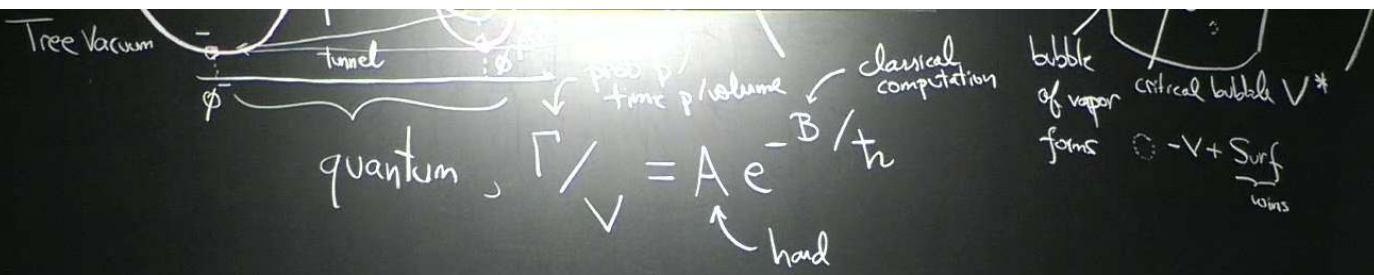 Tree Vacuum
tunnel
φ⁻
φ⁺
prob p/
time p/volume
classical
computation
quantum, Γ/V = A e^{-B/ħ}
hard
bubble
of vapor
forms
critical bubble V*
-V + Surf
wins